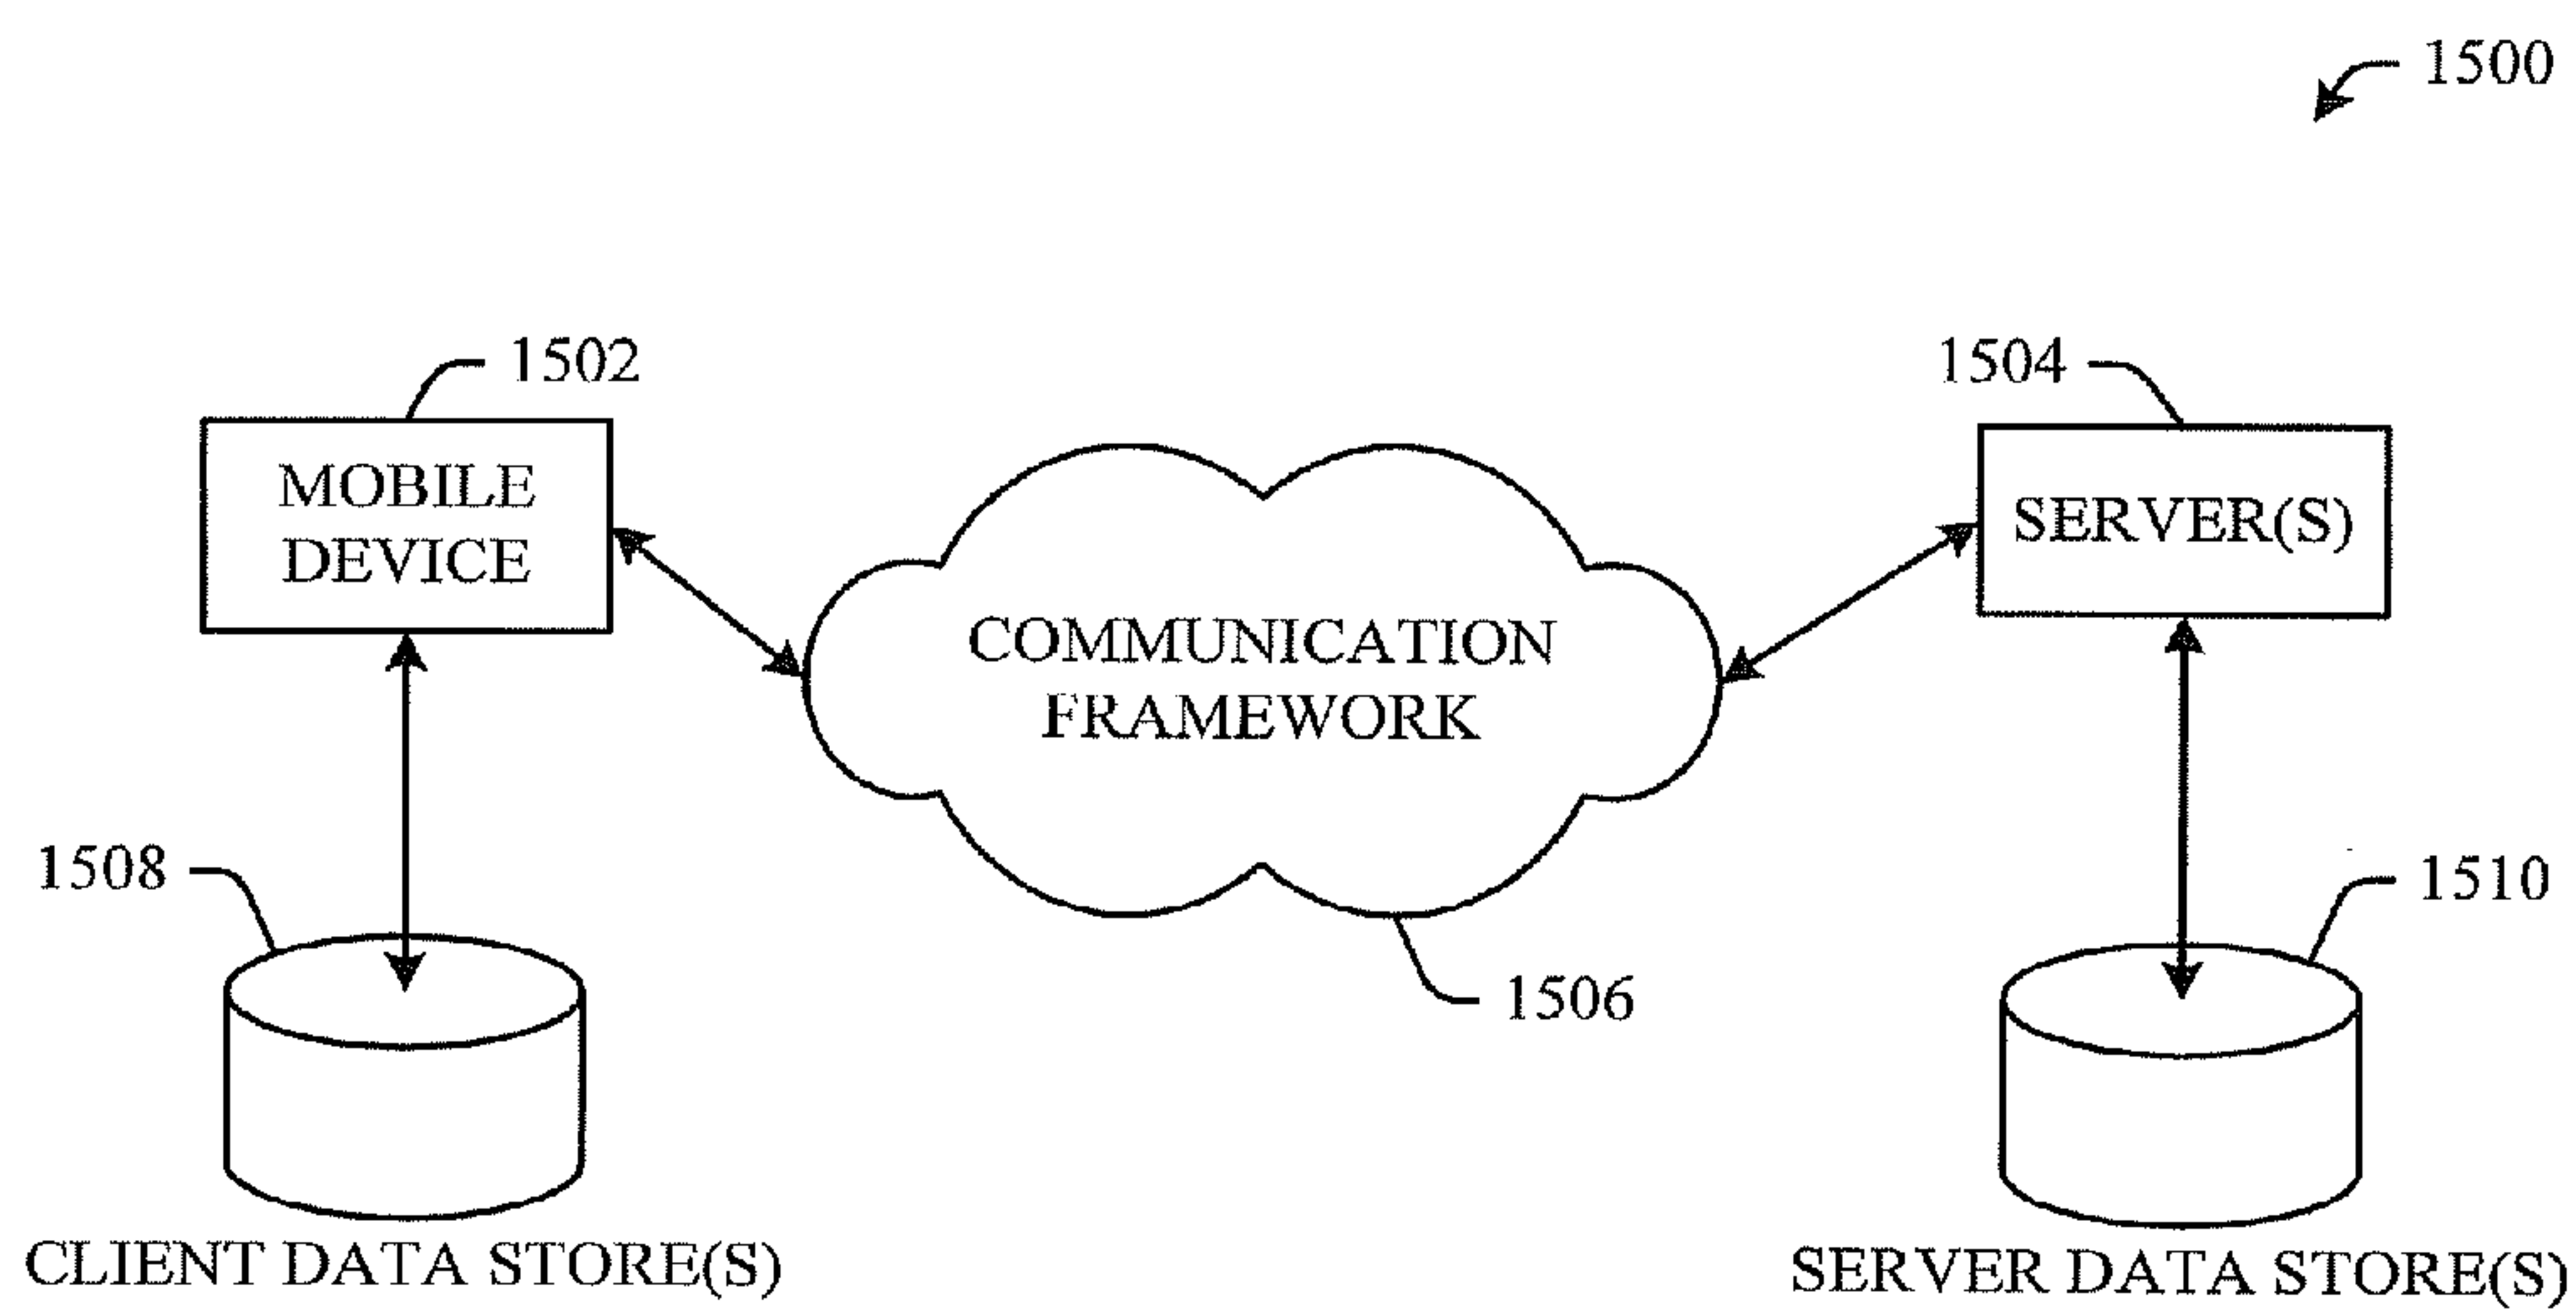 1500
1502
1504
MOBILE
DEVICE
SERVER(S)
COMMUNICATION
FRAMEWORK
1508
1510
1506
CLIENT DATA STORE(S)
SERVER DATA STORE(S)